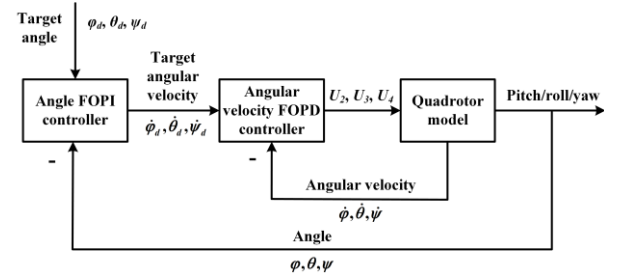 Target
angle
φd, θd, ψd
Target
angular
velocity
φ̇d, θ̇d, ψ̇d
Angle FOPI
controller
Angular
velocity FOPD
controller
U2, U3, U4
Quadrotor
model
Pitch/roll/yaw
-
-
Angular velocity
φ̇, θ̇, ψ̇
Angle
φ, θ, ψ